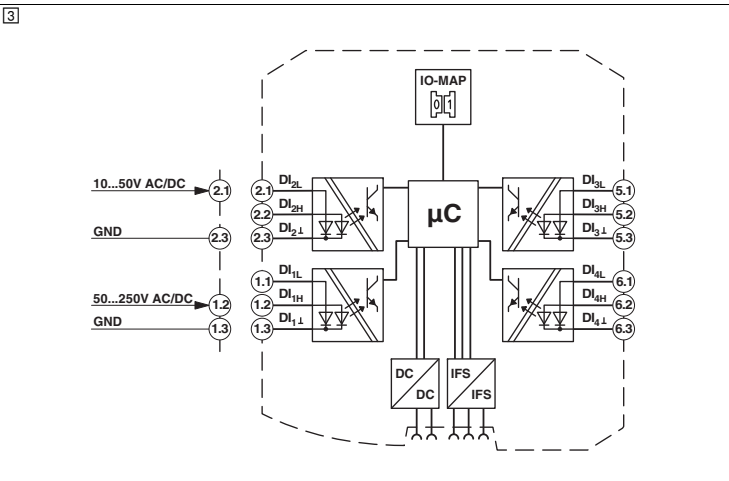 3
IO-MAP
0 1
10...50V AC/DC 2.1 2.1 DI2L DI3L 5.1
2.2 DI2H µC DI3H 5.2
GND 2.3 2.3 DI2⊥ DI3⊥ 5.3
1.1 DI1L DI4L 6.1
50...250V AC/DC 1.2 1.2 DI1H DI4H 6.2
GND 1.3 1.3 DI1⊥ DI4⊥ 6.3
DC IFS
DC IFS